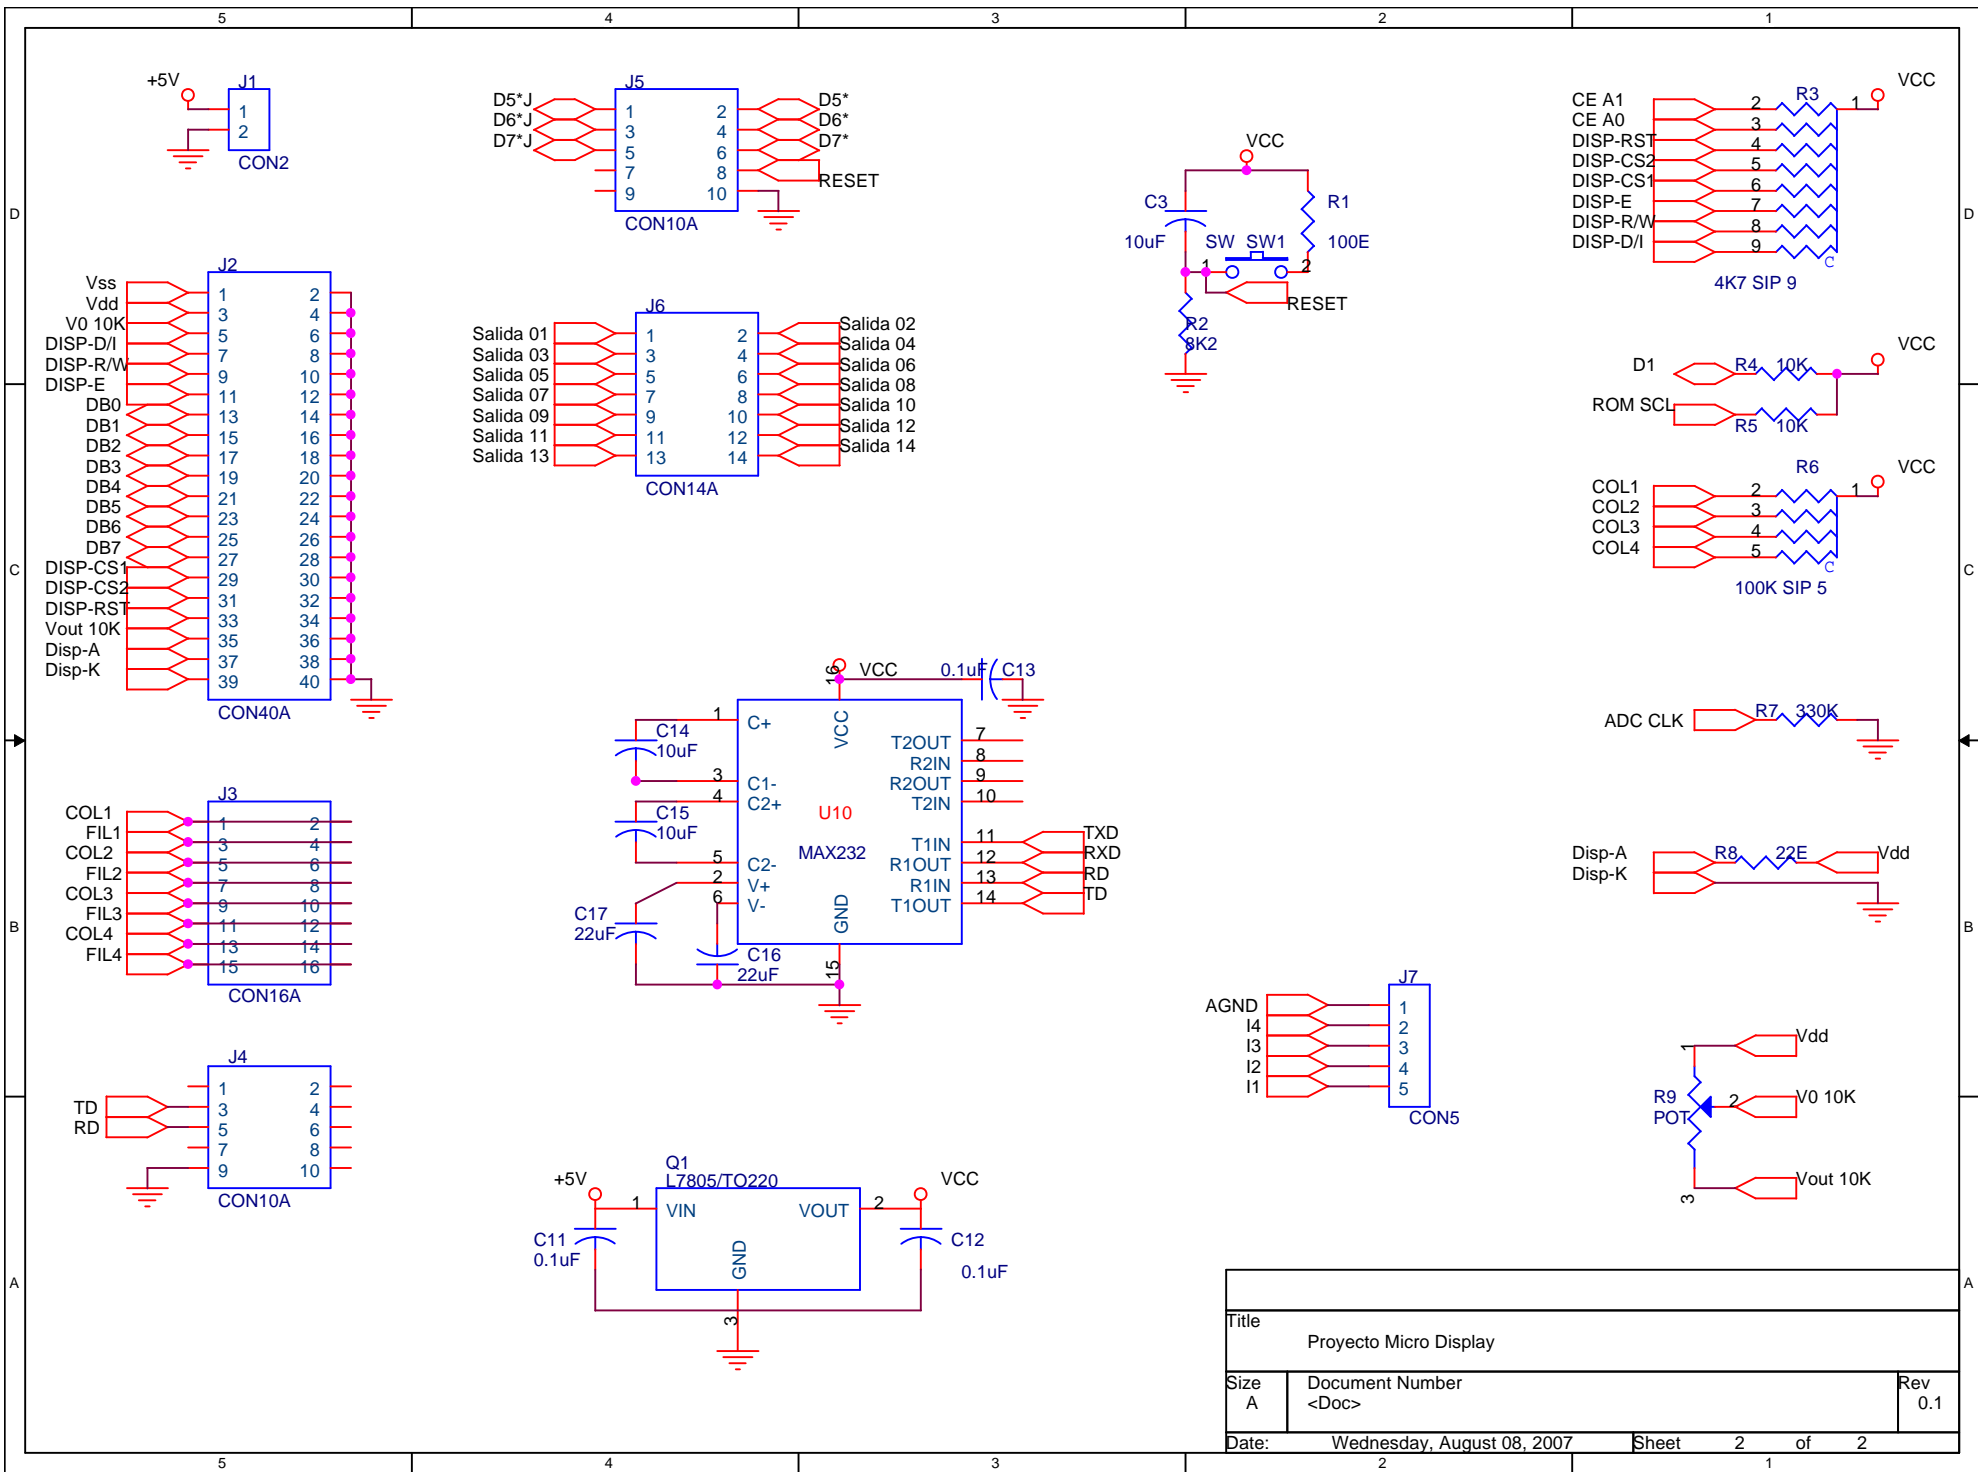 5 4 3 2 1
D D
C C
B B
A A
+5V
J1
1
2
CON2
J5
D5*J 1 2 D5*
D6*J 3 4 D6*
D7*J 5 6 D7*
7 8 RESET
9 10
CON10A
VCC
C3
10uF
R1
100E
SW SW1
1 2
RESET
R2
8K2
VCC
R3
CE A1 2 1
CE A0 3
DISP-RST 4
DISP-CS2 5
DISP-CS1 6
DISP-E 7
DISP-R/W 8
DISP-D/I 9
C
4K7 SIP 9
J2
Vss 1 2
Vdd 3 4
V0 10K 5 6
DISP-D/I 7 8
DISP-R/W 9 10
DISP-E 11 12
DB0 13 14
DB1 15 16
DB2 17 18
DB3 19 20
DB4 21 22
DB5 23 24
DB6 25 26
DB7 27 28
DISP-CS1 29 30
DISP-CS2 31 32
DISP-RST 33 34
Vout 10K 35 36
Disp-A 37 38
Disp-K 39 40
CON40A
J6
Salida 01 1 2 Salida 02
Salida 03 3 4 Salida 04
Salida 05 5 6 Salida 06
Salida 07 7 8 Salida 08
Salida 09 9 10 Salida 10
Salida 11 11 12 Salida 12
Salida 13 13 14 Salida 14
CON14A
VCC
D1 R4 10K
ROM SCL R5 10K
VCC
R6
COL1 2 1
COL2 3
COL3 4
COL4 5
C
100K SIP 5
ADC CLK R7 330K
Disp-A R8 22E Vdd
Disp-K
16 VCC 0.1uF C13
VCC
1 C+
C14
10uF
3 C1-
4 C2+
C15
10uF
5 C2-
2 V+
6 V-
C17
22uF
C16
22uF
U10
MAX232
GND
15
T2OUT 7
R2IN 8
R2OUT 9
T2IN 10
T1IN 11 TXD
R1OUT 12 RXD
R1IN 13 RD
T1OUT 14 TD
J3
COL1 1 2
FIL1 3 4
COL2 5 6
FIL2 7 8
COL3 9 10
FIL3 11 12
COL4 13 14
FIL4 15 16
CON16A
J7
AGND 1
I4 2
I3 3
I2 4
I1 5
CON5
1 Vdd
R9
POT
2 V0 10K
3 Vout 10K
J4
1 2
TD 3 4
RD 5 6
7 8
9 10
CON10A
Q1
L7805/TO220
+5V 1 VIN VOUT 2 VCC
GND
3
C11
0.1uF
C12
0.1uF
Title
Proyecto Micro Display
Size
A
Document Number
<Doc>
Rev
0.1
Date: Wednesday, August 08, 2007 Sheet 2 of 2
5 4 3 2 1